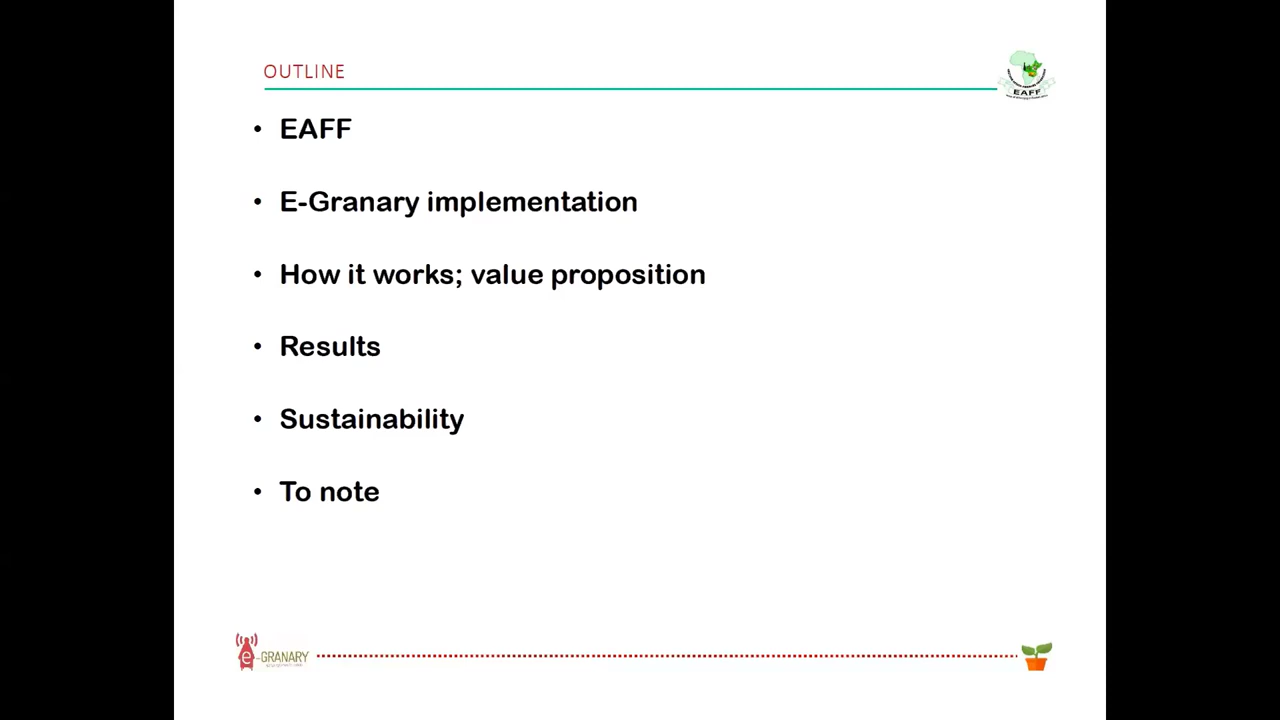 OUTLINE
EAFF
• EAFF
• E-Granary implementation
• How it works; value proposition
• Results
• Sustainability
• To note
e-GRANARY